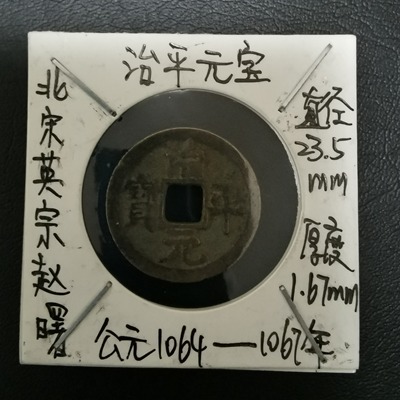 治平元宝
北宋英宗赵曙
直径
23.5
mm
厚度
1.67mm
公元1064—1067年
治平元寶